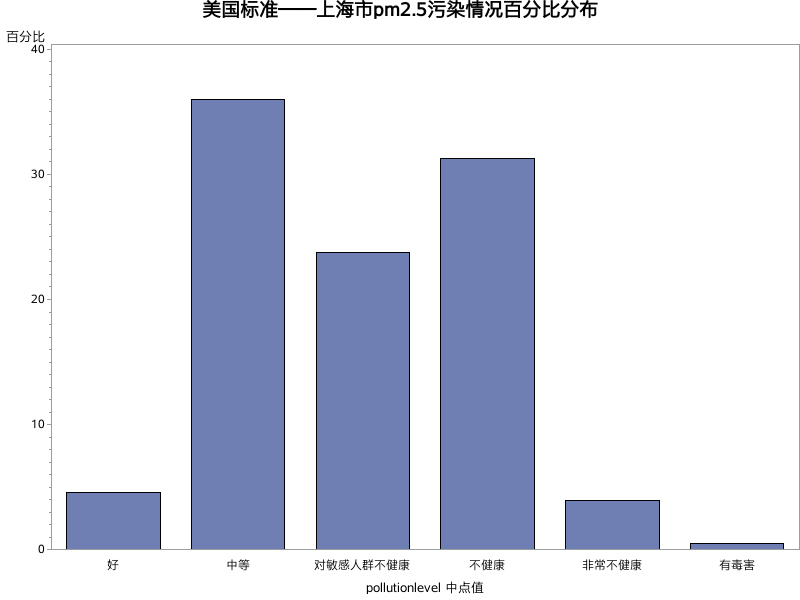 美国标准——上海市pm2.5污染情况百分比分布
百分比
40
30
20
10
0
好 中等 对敏感人群不健康 不健康 非常不健康 有毒害
pollutionlevel 中点值